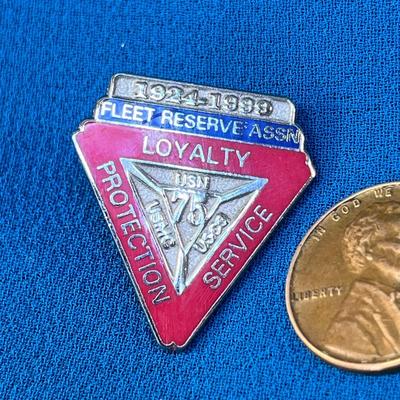 1924-1999
FLEET RESERVE ASSN
LOYALTY
PROTECTION
SERVICE
USN
USMC
USCG
75
IN GOD WE
LIBERTY